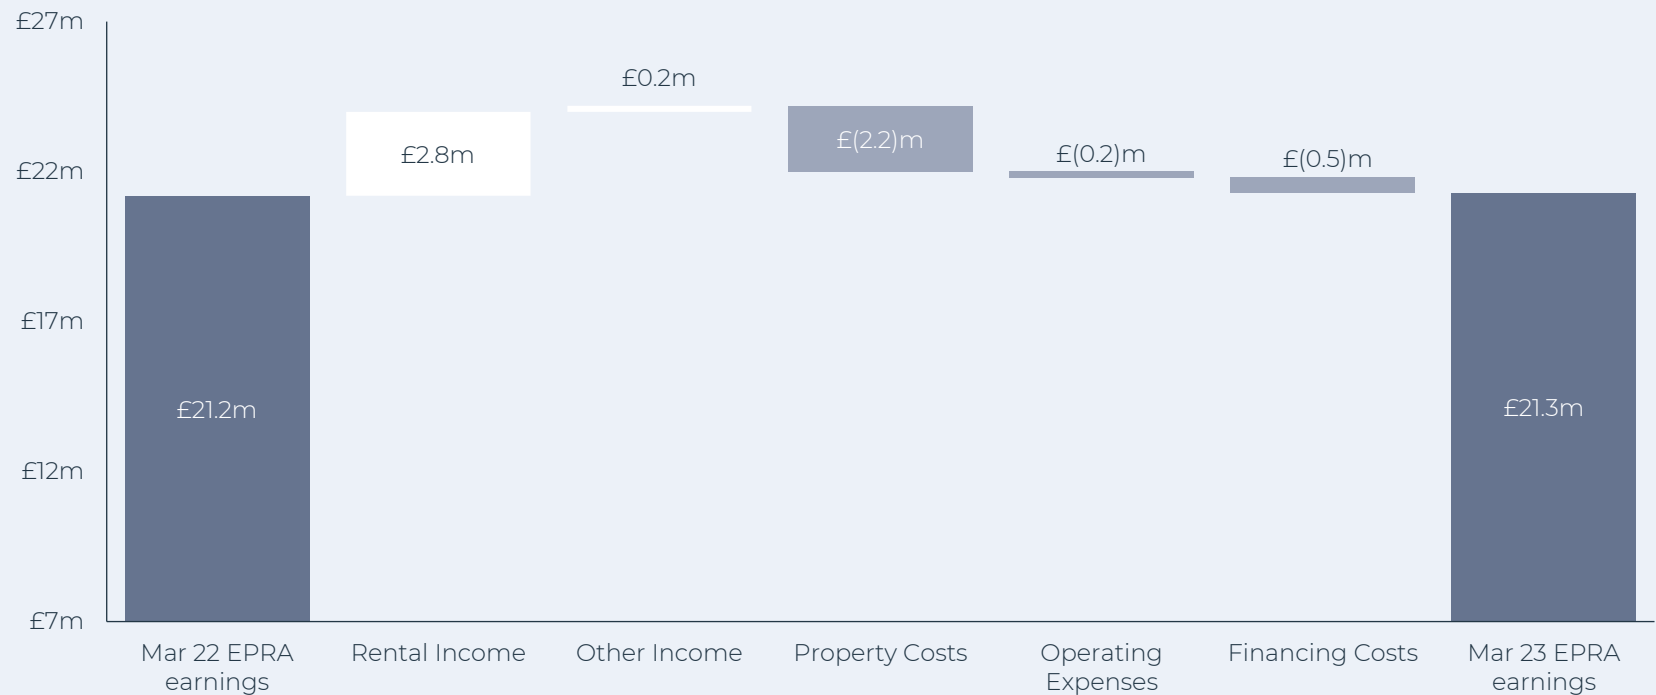 £27m
£22m
£17m
£12m
£7m
£21.2m
£2.8m
£0.2m
£(2.2)m
£(0.2)m
£(0.5)m
£21.3m
Mar 22 EPRA
earnings
Rental Income
Other Income
Property Costs
Operating
Expenses
Financing Costs
Mar 23 EPRA
earnings